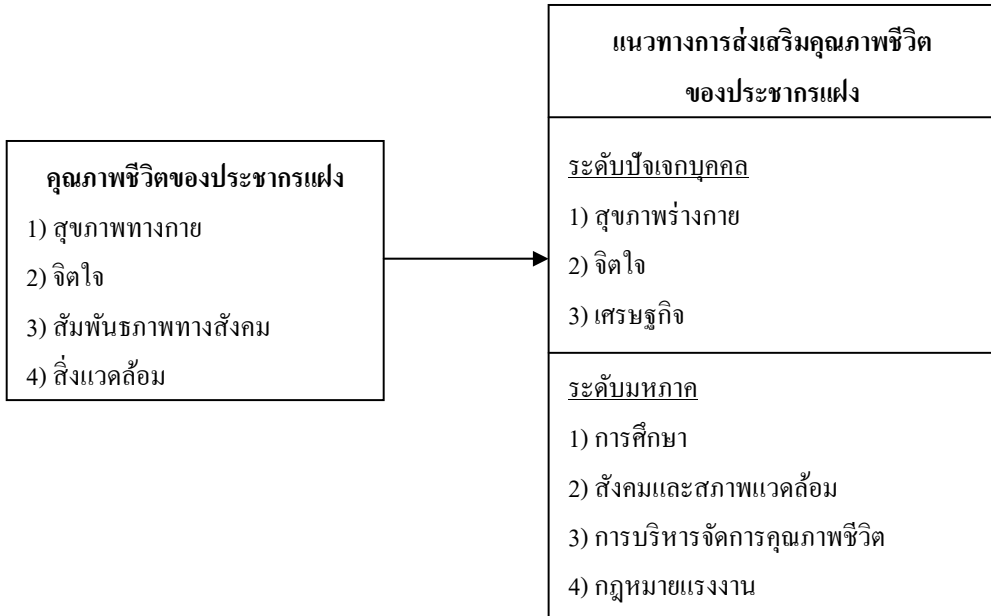 คุณภาพชีวิตของประชากรแฝง
1) สุขภาพทางกาย
2) จิตใจ
3) สัมพันธภาพทางสังคม
4) สิ่งแวดล้อม
แนวทางการส่งเสริมคุณภาพชีวิต
ของประชากรแฝง
ระดับปัจเจกบุคคล
1) สุขภาพร่างกาย
2) จิตใจ
3) เศรษฐกิจ
ระดับมหภาค
1) การศึกษา
2) สังคมและสภาพแวดล้อม
3) การบริหารจัดการคุณภาพชีวิต
4) กฎหมายแรงงาน